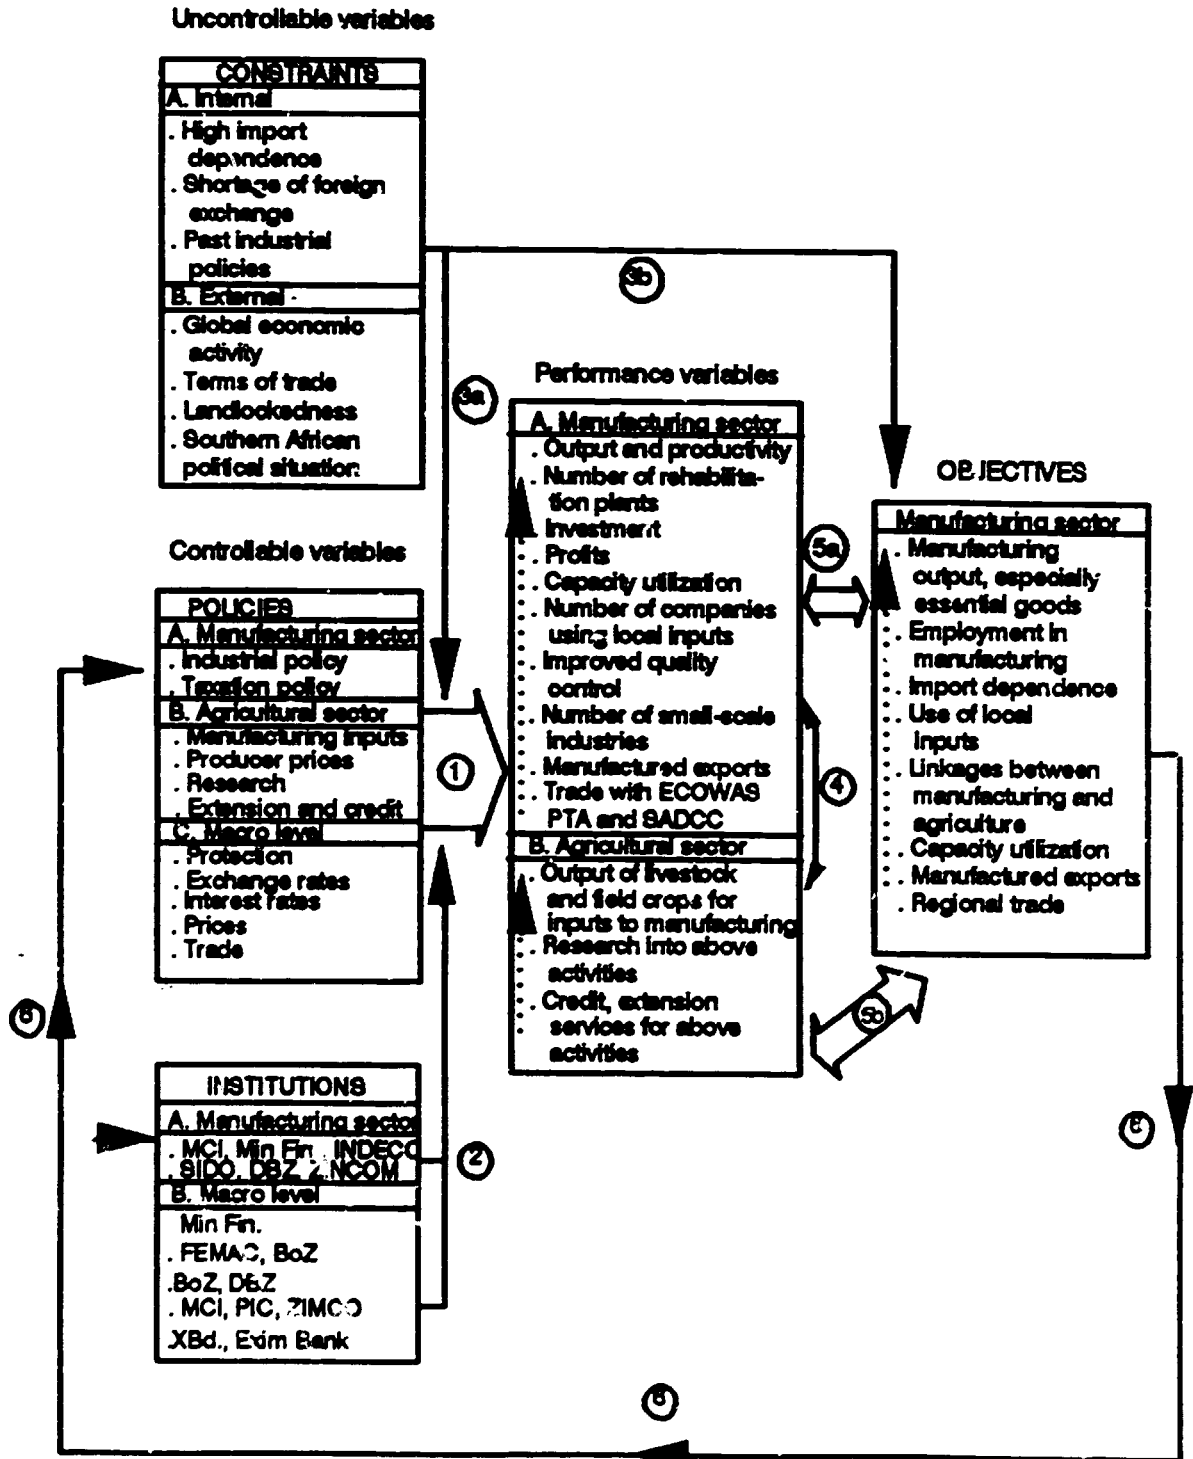 Uncontrollable variables
CONSTRAINTS
A. Internal
. High import
dependence
. Shortage of foreign
exchange
. Past industrial
policies
B. External
. Global economic
activity
. Terms of trade
. Landlockedness
. Southern African
political situation
3b
3a
Controllable variables
POLICIES
A. Manufacturing sector
. Industrial policy
. Taxation policy
B. Agricultural sector
. Manufacturing inputs
. Producer prices
. Research
. Extension and credit
C. Macro level
. Protection
. Exchange rates
. Interest rates
. Prices
. Trade
1
INSTITUTIONS
A. Manufacturing sector
. MCI, Min Fin INDECO
. SIDO, DBZ,
B. Macro level
Min Fin.
. FEMAC, BoZ
.BoZ, DBZ
. MCI, PIC, ZIMCO
.XBd., Exim Bank
2
Performance variables
A. Manufacturing sector
. Output and productivity
. Number of rehabilita-
tion plants
. Investment
. Profits
. Capacity utilization
. Number of companies
using local inputs
. Improved quality
control
. Number of small-scale
industries
. Manufactured exports
. Trade with ECOWAS
PTA and SADCC
B. Agricultural sector
. Output of livestock
and field crops for
inputs to manufacturing
. Research into above
activities
. Credit, extension
services for above
activities
5a
4
5b
OBJECTIVES
Manufacturing sector
. Manufacturing
output, especially
essential goods
. Employment in
manufacturing
. Import dependence
. Use of local
inputs
. Linkages between
manufacturing and
agriculture
. Capacity utilization
. Manufactured exports
. Regional trade
6